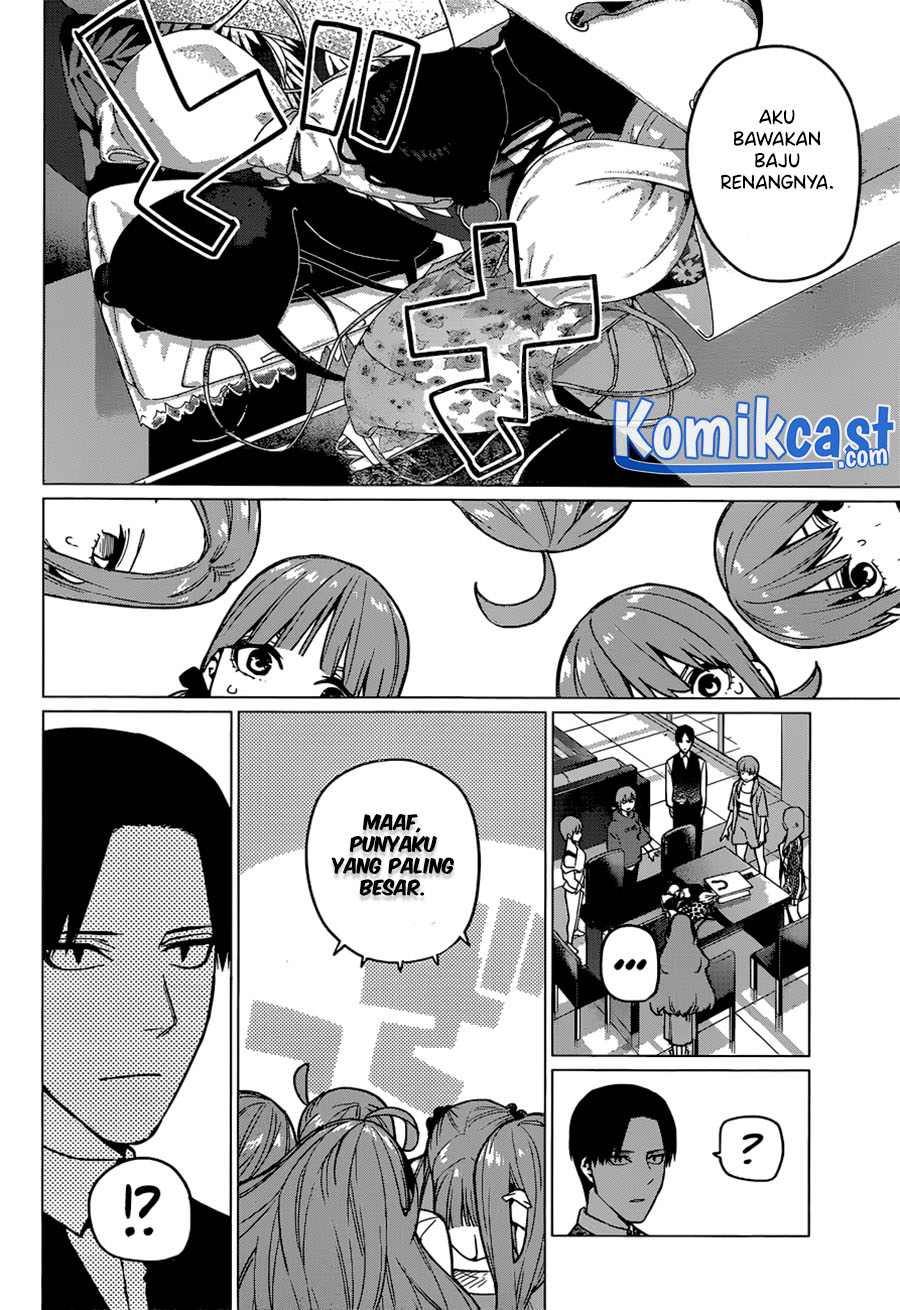 AKU
BAWAKAN
BAJU
RENANGNYA.
Komikcast
.com
...
?
MAAF,
PUNYAKU
YANG PALING
BESAR.
!?